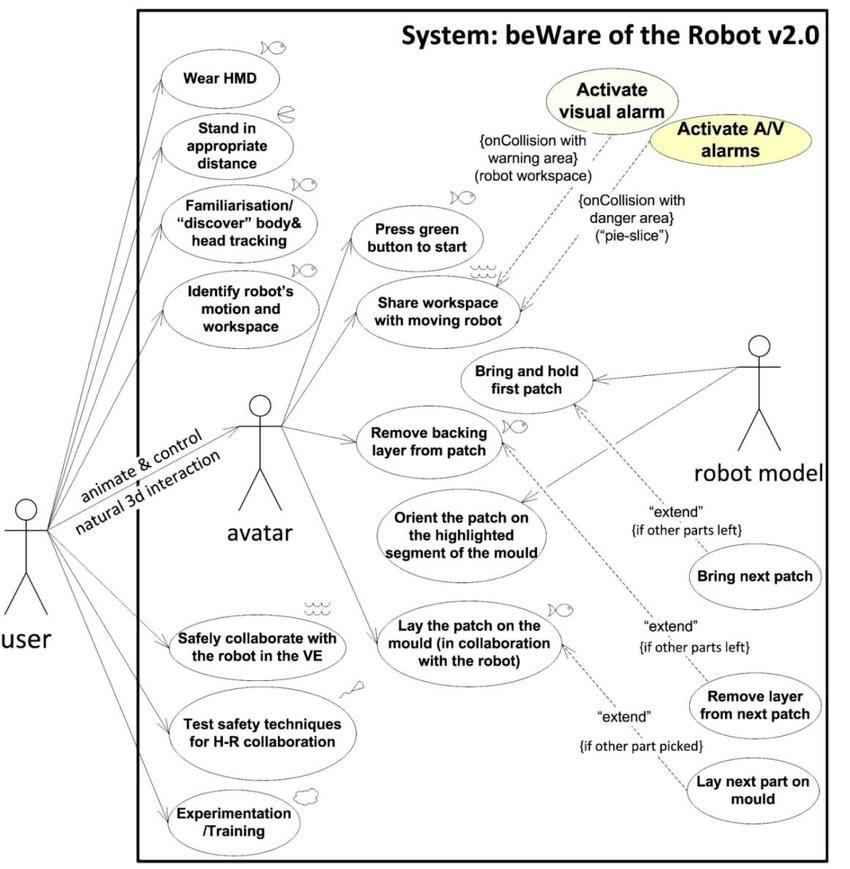 System: beWare of the Robot v2.0
Wear HMD
Stand in
appropriate
distance
Familiarisation/
“discover” body&
head tracking
Identify robot’s
motion and
workspace
Activate
visual alarm
Activate A/V
alarms
{onCollision with
warning area}
(robot workspace)
{onCollision with
danger area}
(“pie-slice”)
Press green
button to start
Share workspace
with moving robot
Bring and hold
first patch
Remove backing
layer from patch
Orient the patch on
the highlighted
segment of the mould
Lay the patch on the
mould (in collaboration
with the robot)
robot model
“extend”
{if other parts left}
Bring next patch
“extend”
{if other parts left}
Remove layer
from next patch
“extend”
{if other part picked}
Lay next part on
mould
animate & control
natural 3d interaction
avatar
user
Safely collaborate with
the robot in the VE
Test safety techniques
for H-R collaboration
Experimentation
/Training